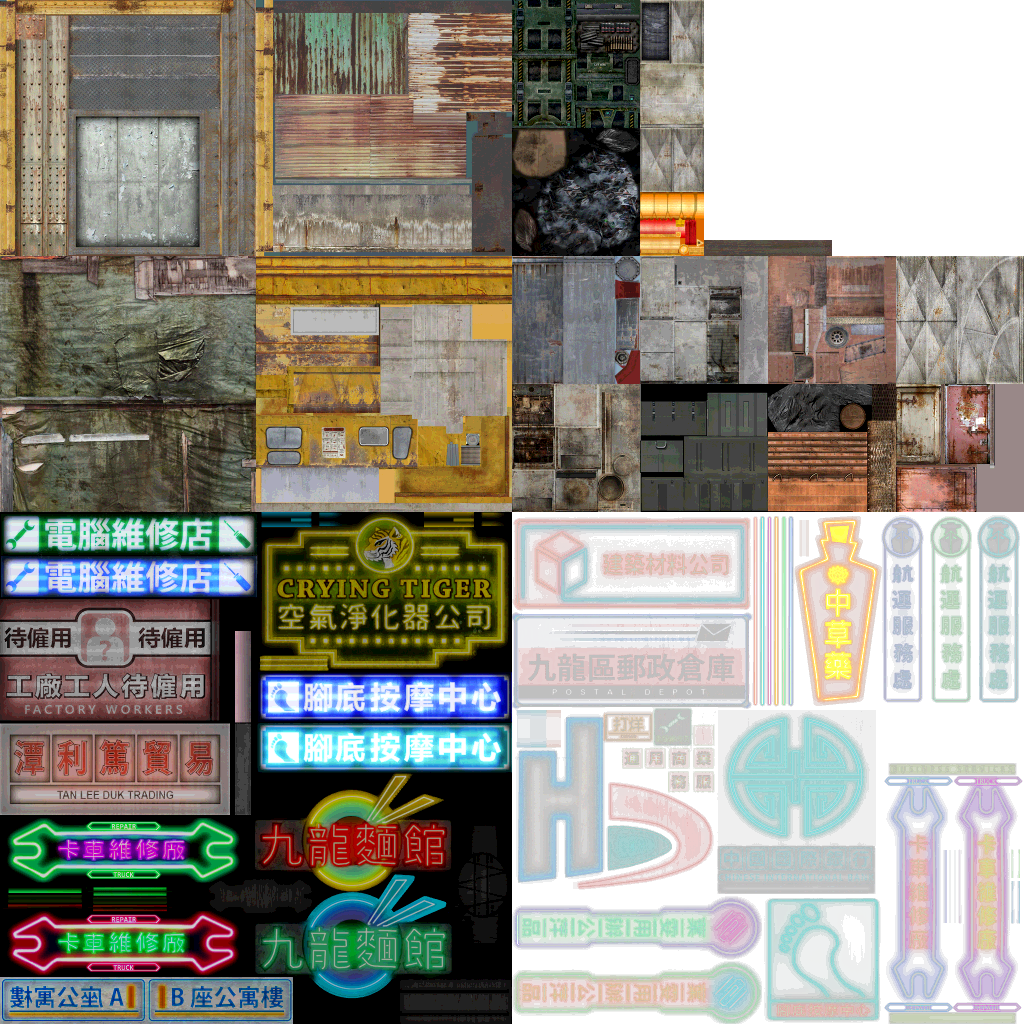 電腦維修店
電腦維修店
待僱用
待僱用
工廠工人待僱用
FACTORY WORKERS
潭利篤貿易
TAN LEE DUK TRADING
REPAIR
卡車維修廠
TRUCK
REPAIR
卡車維修廠
TRUCK
樓寓公座 A
B 座公寓樓
CRYING TIGER
空氣淨化器公司
腳底按摩中心
腳底按摩中心
九龍麵館
九龍麵館
建築材料公司
九龍區郵政倉庫
POSTAL DEPOT
中草藥
航運服務處
航運服務處
航運服務處
打烊